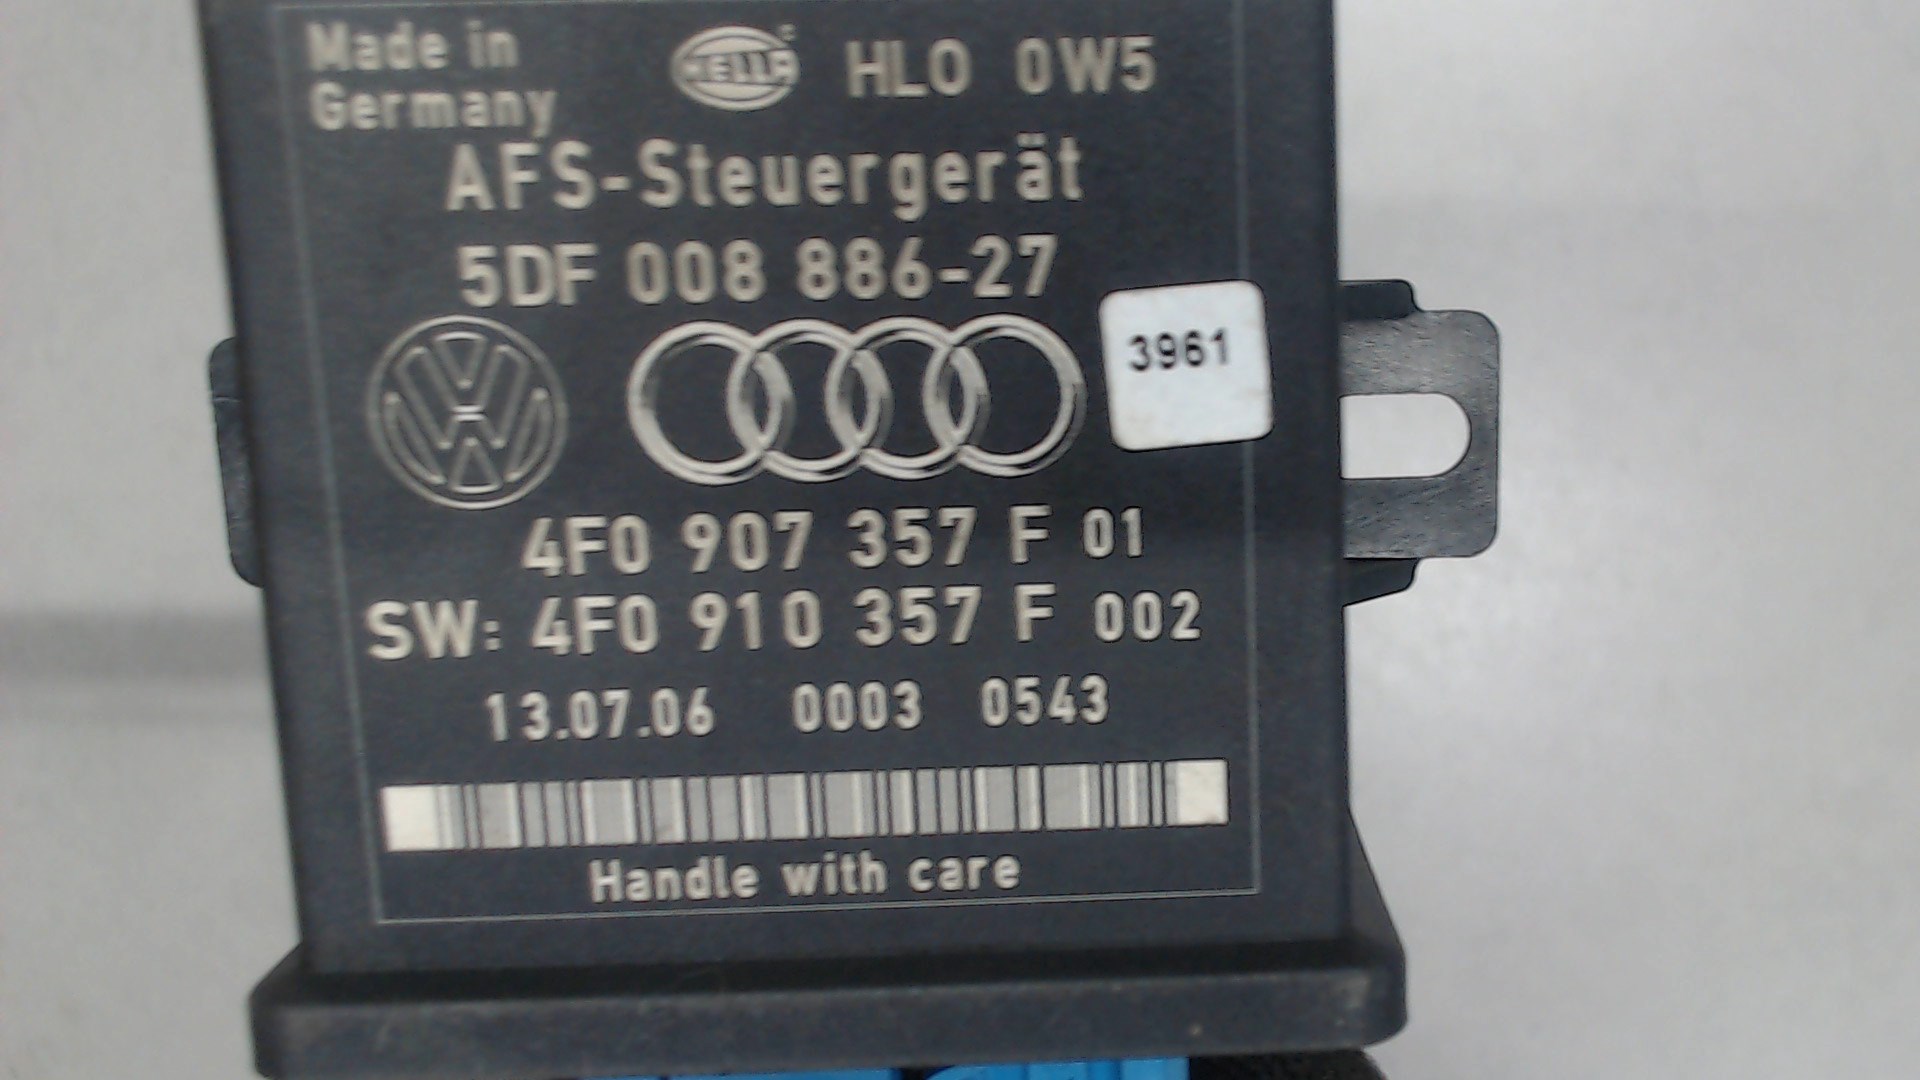 Made in
Germany
HELLA HLO 0W5
AFS-Steuergerät
5DF 008 886-27
3961
4F0 907 357 F 01
SW: 4F0 910 357 F 002
13.07.06 0003 0543
Handle with care